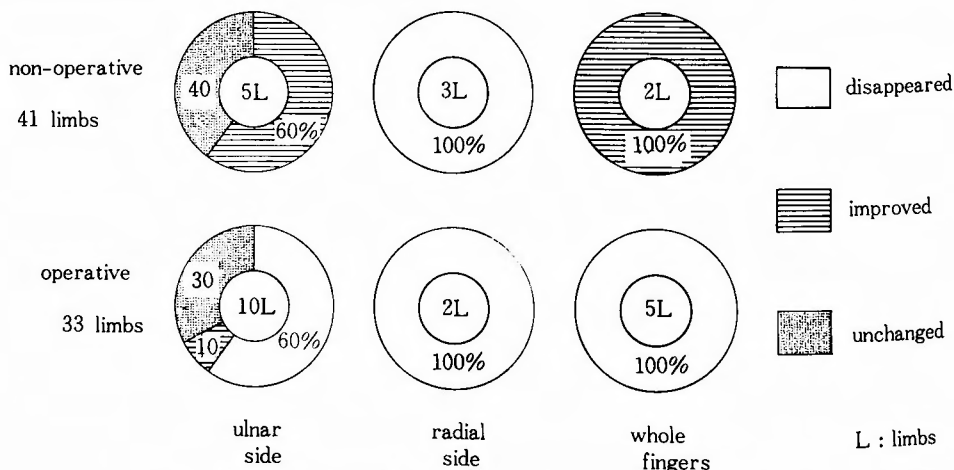 non-operative
41 limbs
40
5L
60%
3L
100%
2L
100%
disappeared
improved
operative
33 limbs
30
10L
10
60%
2L
100%
5L
100%
unchanged
ulnar
side
radial
side
whole
fingers
L : limbs